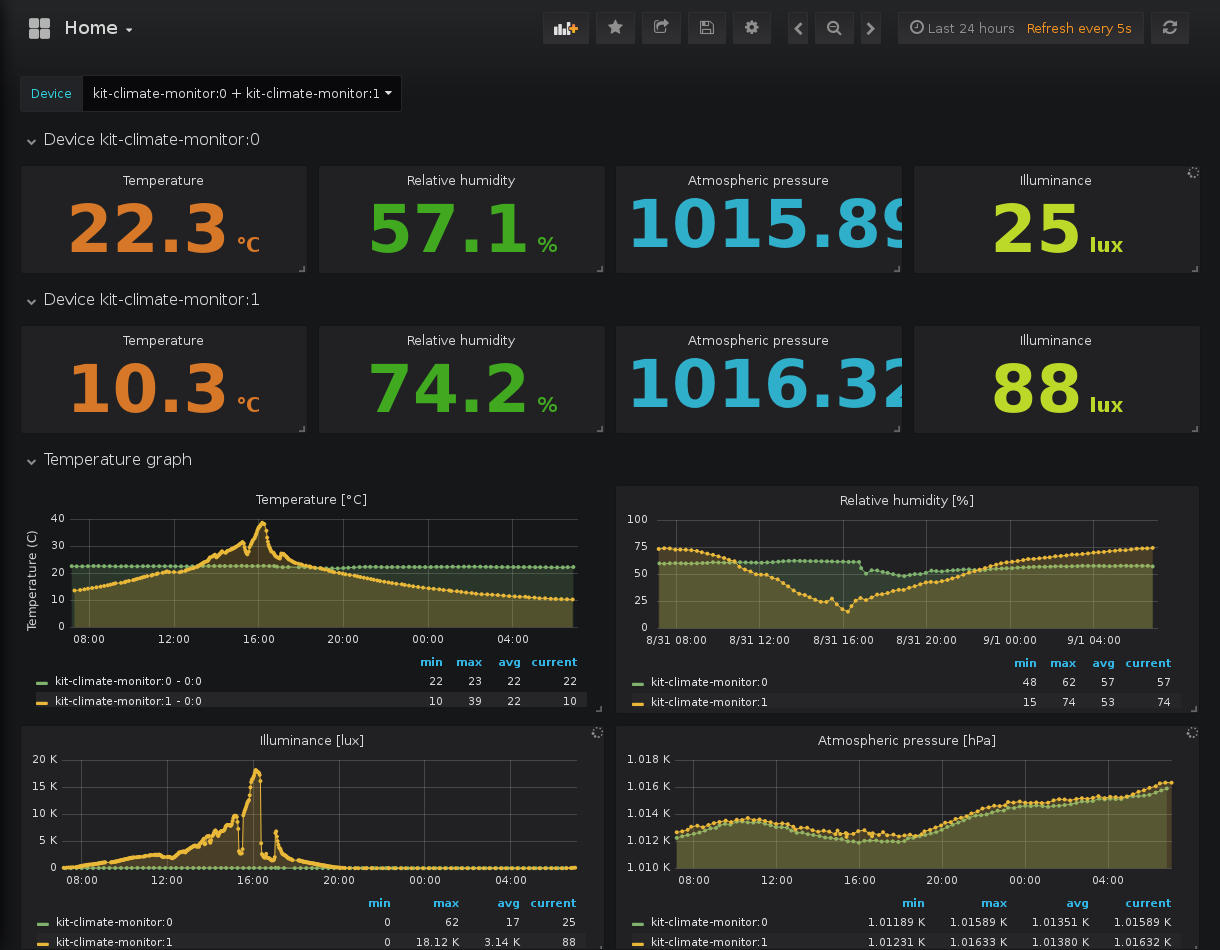 Home
Last 24 hours Refresh every 5s
Device kit-climate-monitor:0 + kit-climate-monitor:1
Device kit-climate-monitor:0
Temperature Relative humidity Atmospheric pressure Illuminance
22.3 °C 57.1 % 1015.89 25 lux
Device kit-climate-monitor:1
Temperature Relative humidity Atmospheric pressure Illuminance
10.3 °C 74.2 % 1016.32 88 lux
Temperature graph
Temperature [°C]
Temperature (C)
40
30
20
10
0
08:00 12:00 16:00 20:00 00:00 04:00
min max avg current
kit-climate-monitor:0 - 0:0 22 23 22 22
kit-climate-monitor:1 - 0:0 10 39 22 10
Relative humidity [%]
100
75
50
25
0
8/31 08:00 8/31 12:00 8/31 16:00 8/31 20:00 9/1 00:00 9/1 04:00
min max avg current
kit-climate-monitor:0 48 62 57 57
kit-climate-monitor:1 15 74 53 74
Illuminance [lux]
20 K
15 K
10 K
5 K
0
08:00 12:00 16:00 20:00 00:00 04:00
min max avg current
kit-climate-monitor:0 0 62 17 25
kit-climate-monitor:1 0 18.12 K 3.14 K 88
Atmospheric pressure [hPa]
1.018 K
1.016 K
1.014 K
1.012 K
1.010 K
08:00 12:00 16:00 20:00 00:00 04:00
min max avg current
kit-climate-monitor:0 1.01189 K 1.01589 K 1.01351 K 1.01589 K
kit-climate-monitor:1 1.01231 K 1.01633 K 1.01380 K 1.01632 K